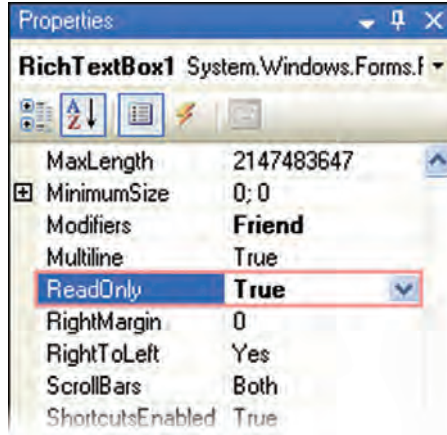 Properties
RichTextBox1 System.Windows.Forms.F
MaxLength 2147483647
MinimumSize 0; 0
Modifiers Friend
Multiline True
ReadOnly True
RightMargin 0
RightToLeft Yes
ScrollBars Both
ShortcutsEnabled True